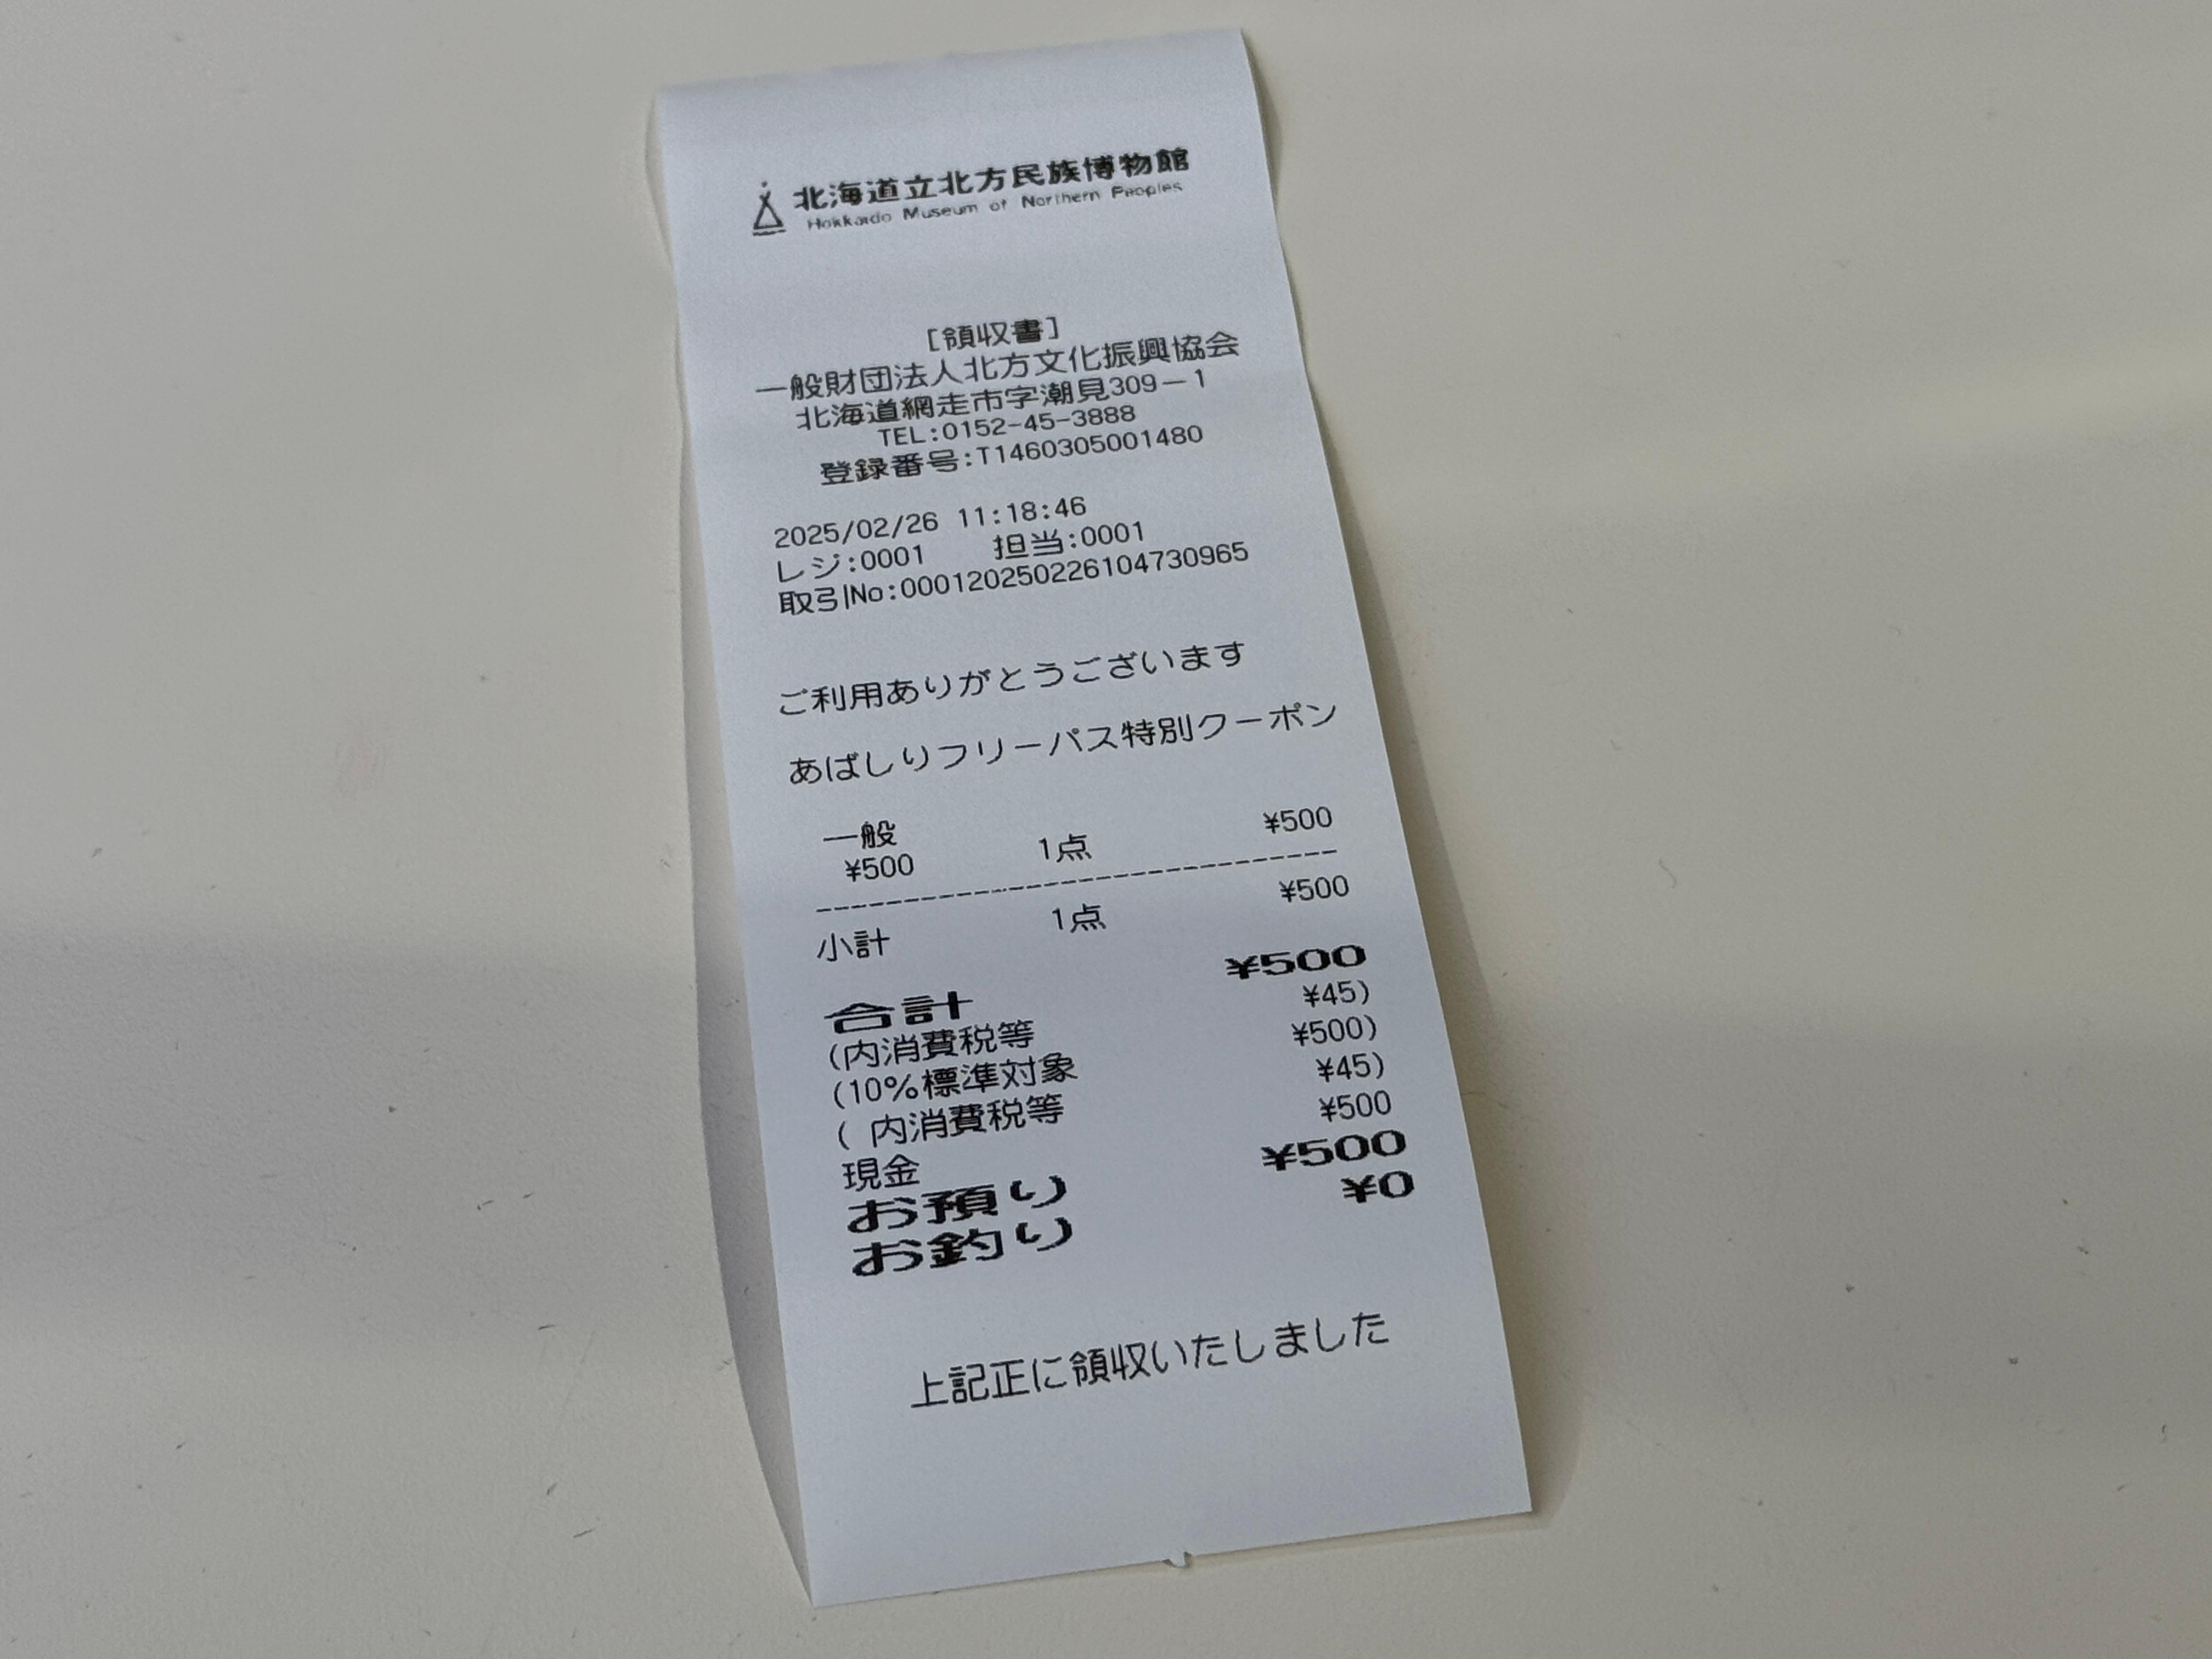 北海道立北方民族博物館
Hokkaido Museum of Northern Peoples
[領収書]
一般財団法人北方文化振興協会
北海道網走市字潮見309－1
TEL:0152-45-3888
登録番号:T1460305001480
2025/02/26 11:18:46
レジ:0001 担当:0001
取引No:000120250226104730965
ご利用ありがとうございます
あばしりフリーパス特別クーポン
一般 ¥500
¥500 1点
小計 1点 ¥500
合計 ¥500
(内消費税等 ¥45)
(10%標準対象 ¥500)
( 内消費税等 ¥45)
現金 ¥500
お預り ¥500
お釣り ¥0
上記正に領収いたしました